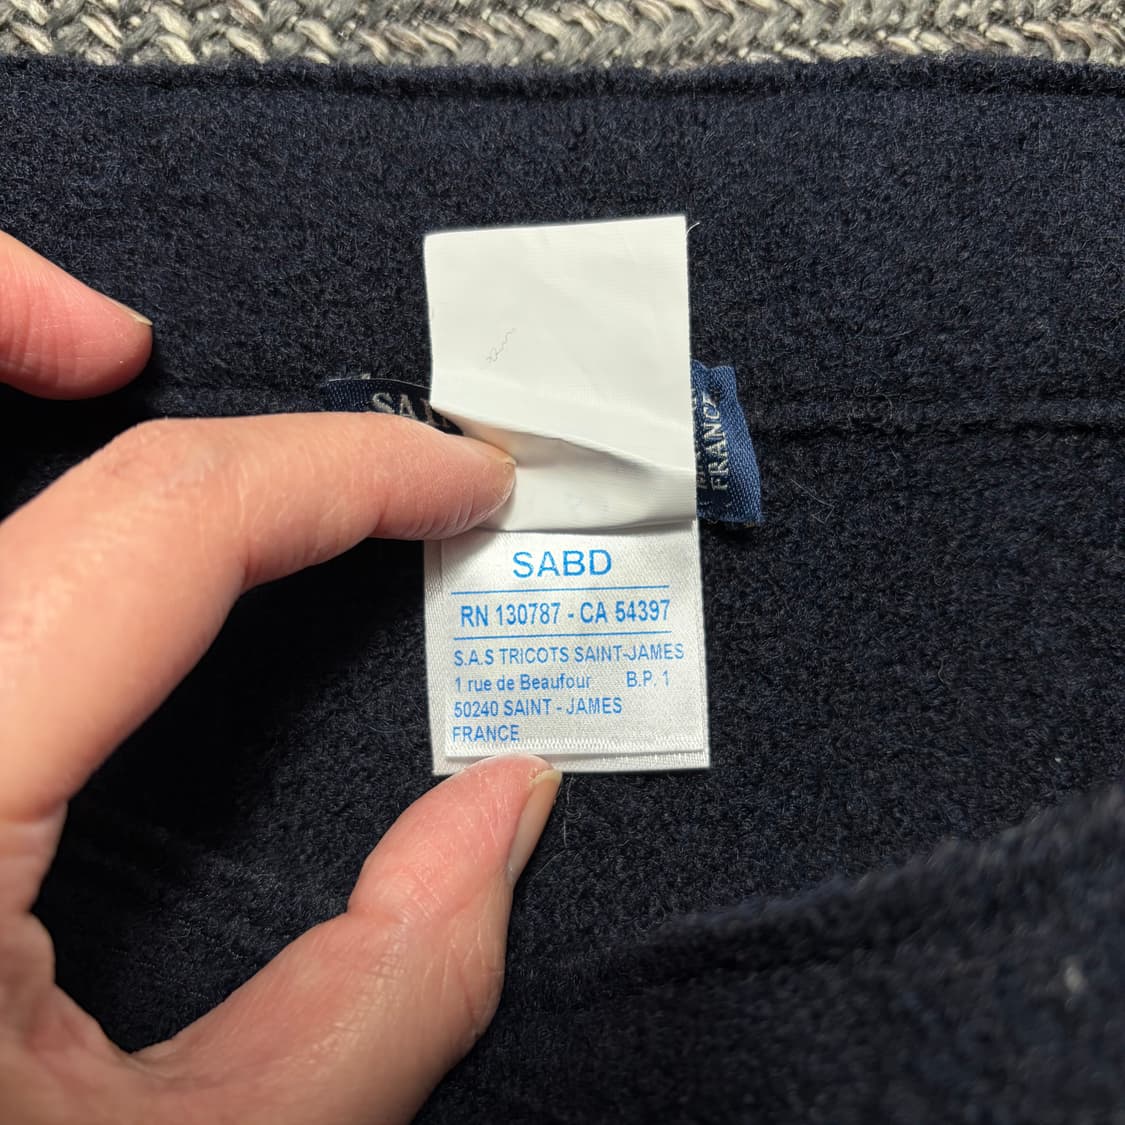 SABD
RN 130787 - CA 54397
S.A.S TRICOTS SAINT-JAMES
1 rue de Beaufour B.P. 1
50240 SAINT - JAMES
FRANCE
FRANCE